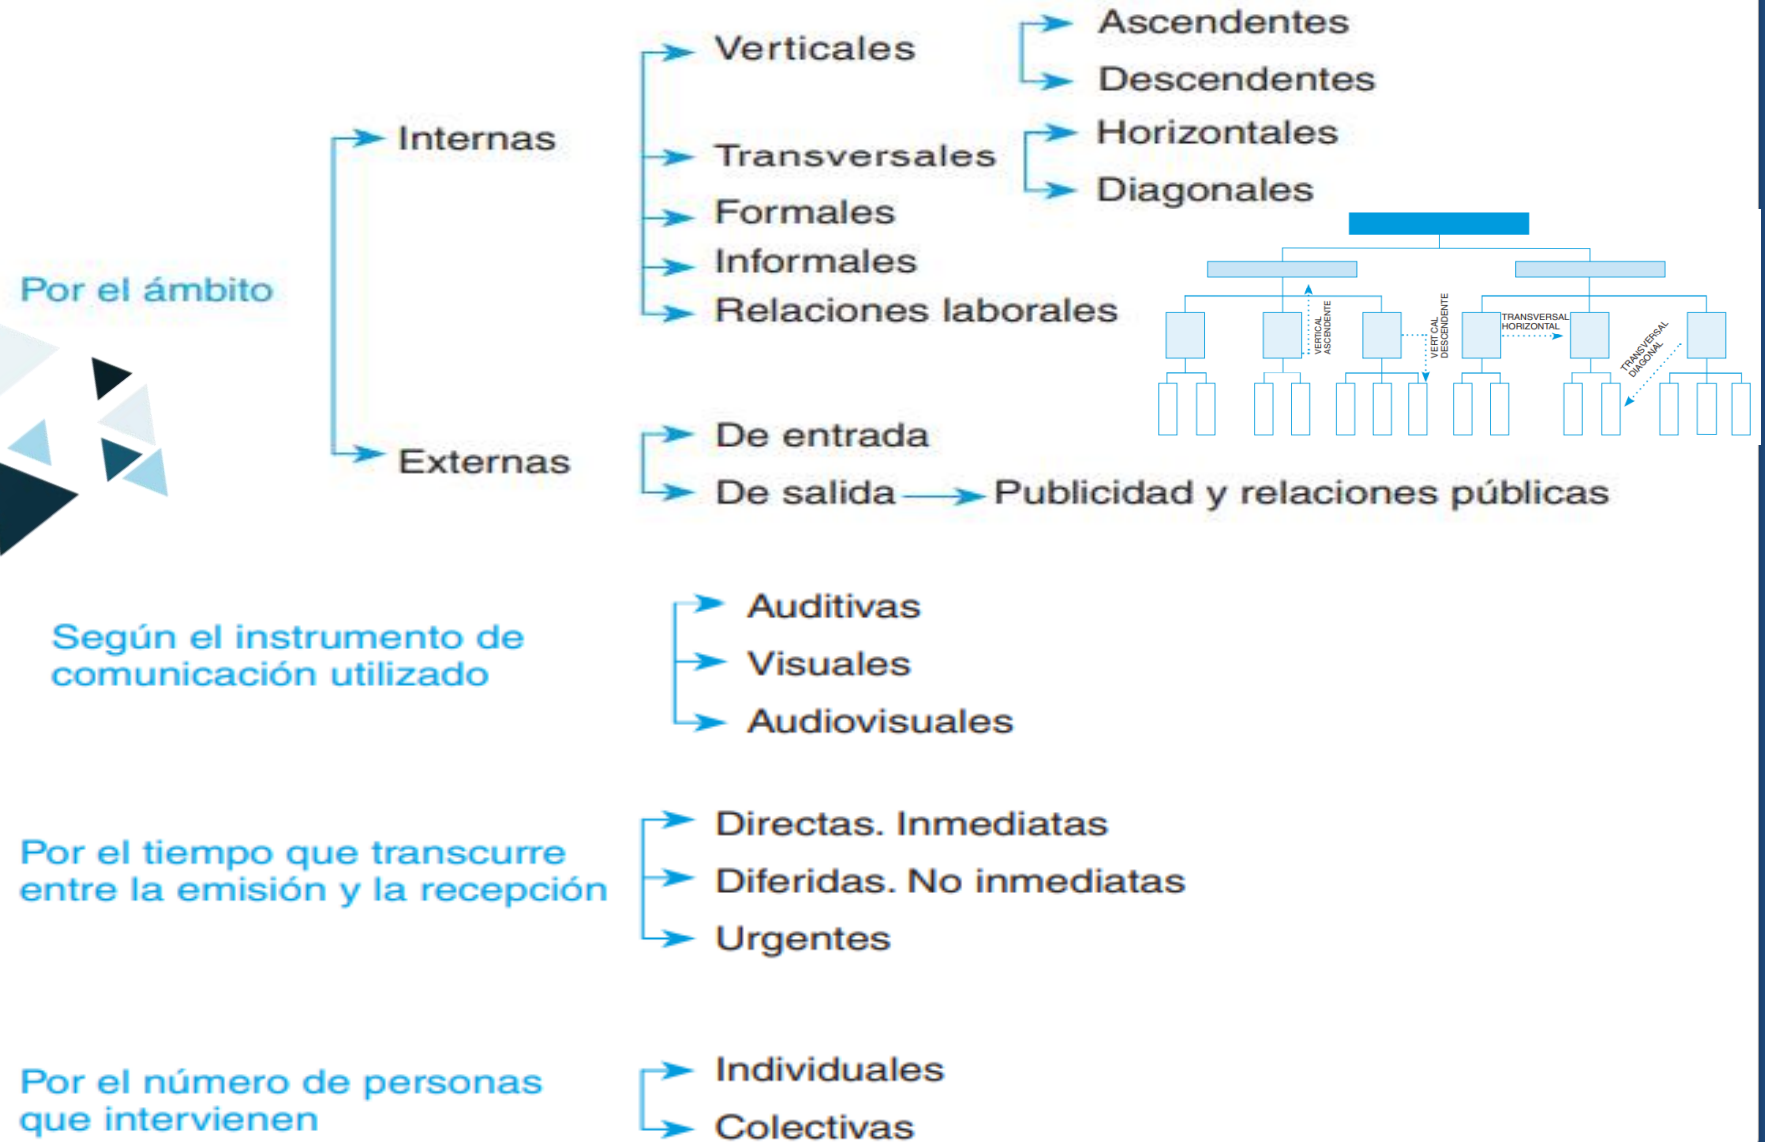 Por el ámbito
Internas
Verticales
Ascendentes
Descendentes
Transversales
Horizontales
Diagonales
Formales
Informales
Relaciones laborales
VERTICAL
ASCENDENTE
VERTCAL
DESCENDENTE
TRANSVERSAL
HORIZONTAL
TRANSVERSAL
DIAGONAL
Externas
De entrada
De salida
Publicidad y relaciones públicas
Según el instrumento de
comunicación utilizado
Auditivas
Visuales
Audiovisuales
Por el tiempo que transcurre
entre la emisión y la recepción
Directas. Inmediatas
Diferidas. No inmediatas
Urgentes
Por el número de personas
que intervienen
Individuales
Colectivas